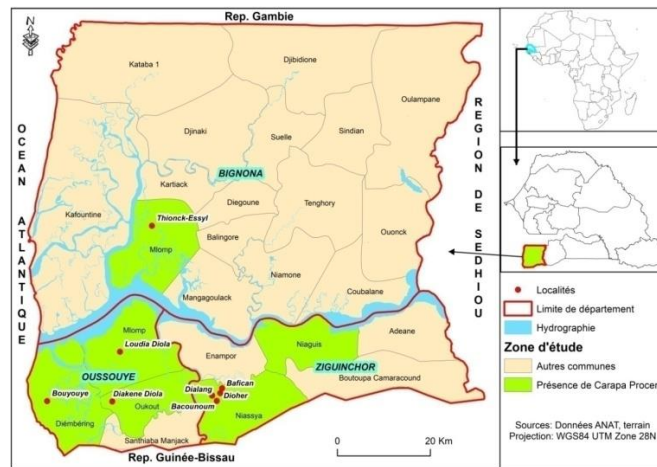 Rep. Gambie
N
Kataba 1
Djibidione
Oulampane
Djinaki
Suelle
Sindian
OCEAN ATLANTIQUE
REGION DE SEDHIOU
BIGNONA
Kartiack
Diegoune
Tenghory
Kafountine
Thionck-Essyl
Balingore
Ouonck
Mlomp
Niamone
Mangagoulack
Coubalane
Mlomp
Niaguis
Adeane
Loudia Diola
Enampor
ZIGUINCHOR
OUSSOUYE
Dialang
Bafican
Boutoupa Camaracound
Bouyouye
Diakene Diola
Dioher
Oukout
Bacounoum
Diémbéring
Niassya
Santhiaba Manjack
Rep. Guinée-Bissau
0
20 Km
Localités
Limite de département
Hydrographie
Zone d'étude
Autres communes
Présence de Carapa Procera
Sources: Données ANAT, terrain
Projection: WGS84 UTM Zone 28N